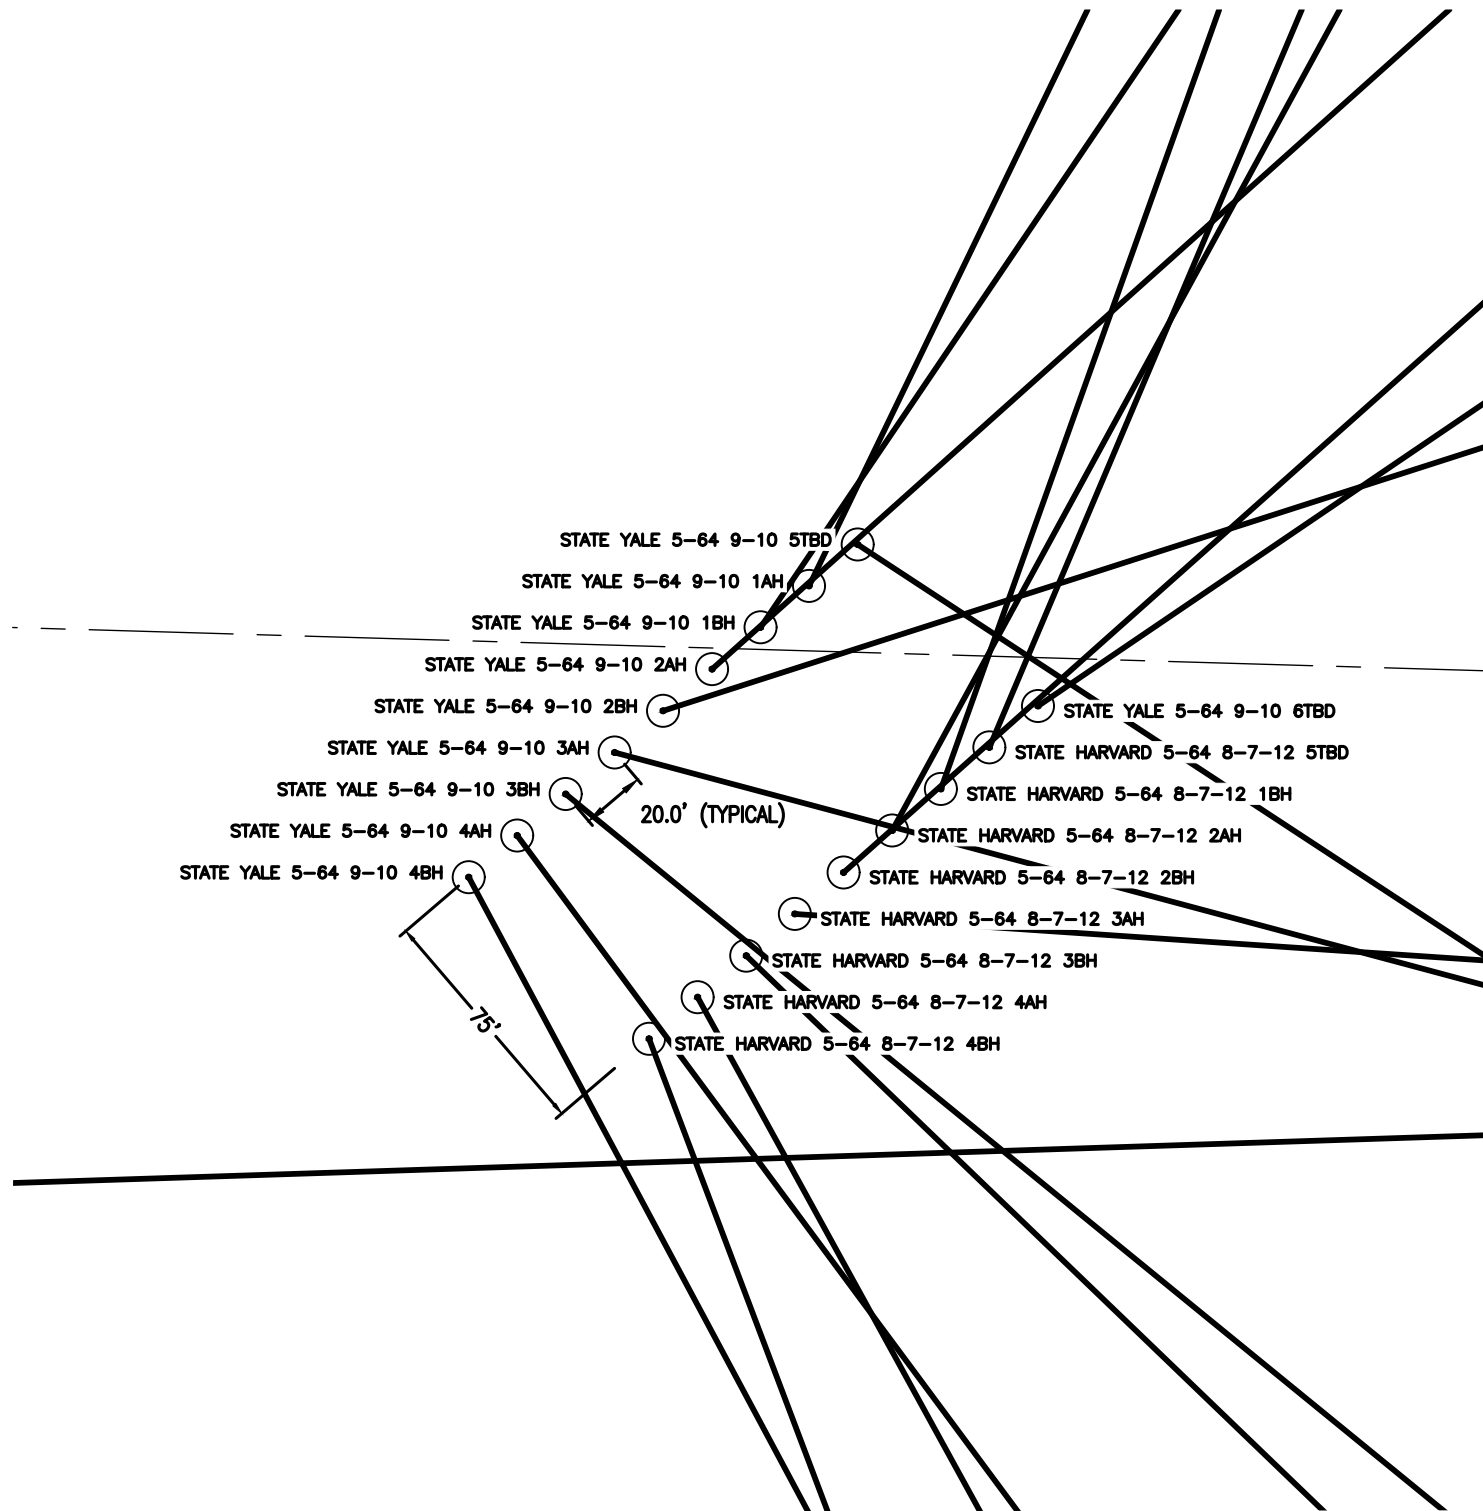 STATE YALE 5-64 9-10 5TBD
STATE YALE 5-64 9-10 1AH
STATE YALE 5-64 9-10 1BH
STATE YALE 5-64 9-10 2AH
STATE YALE 5-64 9-10 2BH
STATE YALE 5-64 9-10 3AH
STATE YALE 5-64 9-10 3BH
STATE YALE 5-64 9-10 4AH
STATE YALE 5-64 9-10 4BH
20.0' (TYPICAL)
75'
STATE YALE 5-64 9-10 6TBD
STATE HARVARD 5-64 8-7-12 5TBD
STATE HARVARD 5-64 8-7-12 1BH
STATE HARVARD 5-64 8-7-12 2AH
STATE HARVARD 5-64 8-7-12 2BH
STATE HARVARD 5-64 8-7-12 3AH
STATE HARVARD 5-64 8-7-12 3BH
STATE HARVARD 5-64 8-7-12 4AH
STATE HARVARD 5-64 8-7-12 4BH